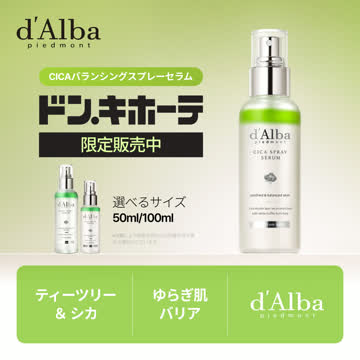 d'Alba
piedmont
CICAバランシングスプレーセラム
ドン.キホーテ
限定販売中
選べるサイズ
50ml/100ml
d'Alba
piedmont
CICA SPRAY
SERUM
ティーツリー
& シカ
ゆらぎ肌
バリア
d'Alba
piedmont